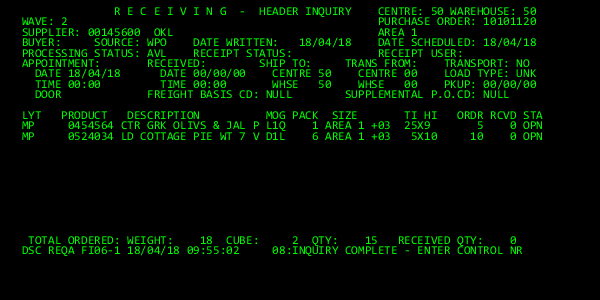 R E C E I V I N G - HEADER INQUIRY CENTRE: 50 WAREHOUSE: 50
WAVE: 2 PURCHASE ORDER: 10101120
SUPPLIER: 00145600 OKL AREA 1
BUYER: SOURCE: WPO DATE WRITTEN: 18/04/18 DATE SCHEDULED: 18/04/18
PROCESSING STATUS: AVL RECEIPT STATUS: RECEIPT USER:
APPOINTMENT: RECEIVED: SHIP TO: TRANS FROM: TRANSPORT: NO
DATE 18/04/18 DATE 00/00/00 CENTRE 50 CENTRE 00 LOAD TYPE: UNK
TIME 00:00 TIME 00:00 WHSE 50 WHSE 00 PKUP: 00/00/00
DOOR FREIGHT BASIS CD: NULL SUPPLEMENTAL P.O.CD: NULL
LYT PRODUCT DESCRIPTION MOG PACK SIZE TI HI ORDR RCVD STA
MP 0454564 CTR GRK OLIVS & JAL P L1Q 1 AREA 1 +03 25X9 5 0 OPN
MP 0524034 LD COTTAGE PIE WT 7 V D1L 6 AREA 1 +03 5X10 10 0 OPN
TOTAL ORDERED: WEIGHT: 18 CUBE: 2 QTY: 15 RECEIVED QTY: 0
DSC REQA FI06-1 18/04/18 09:55:02 08:INQUIRY COMPLETE - ENTER CONTROL NR